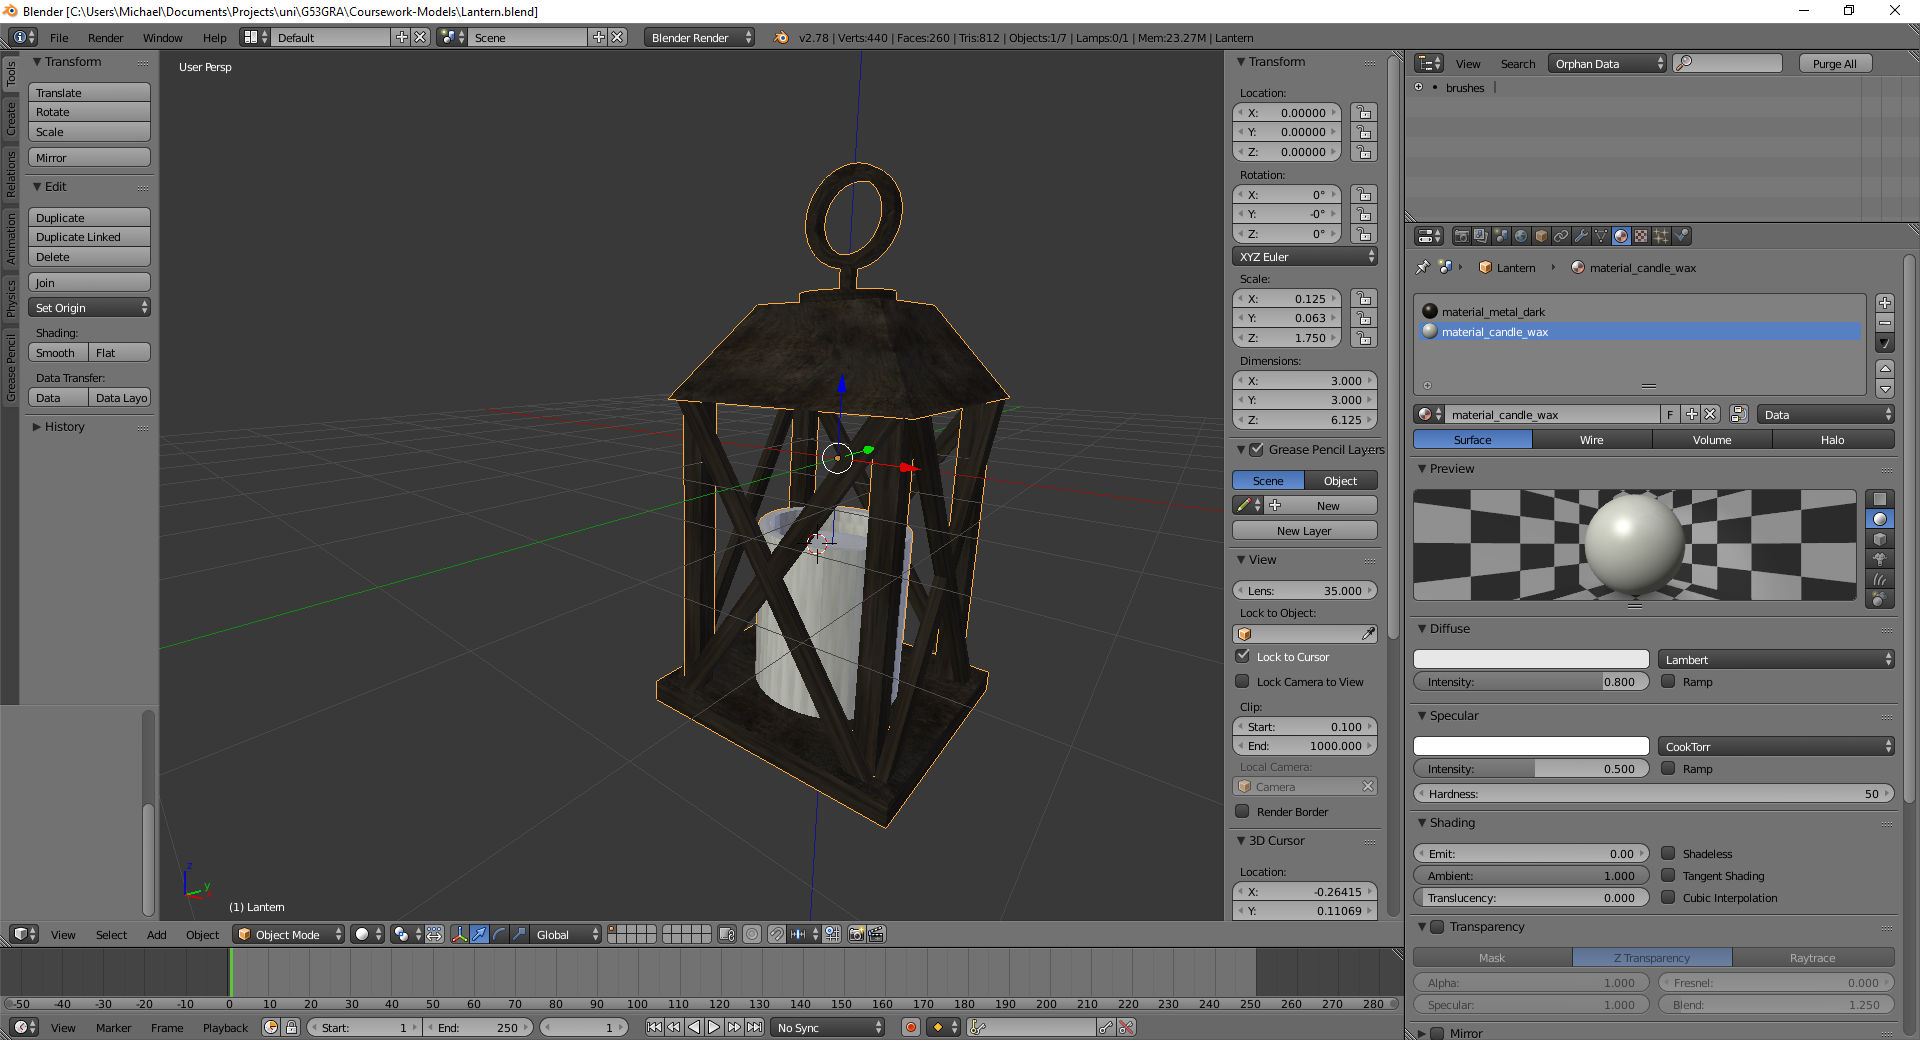 Blender [C:\Users\Michael\Documents\Projects\uni\G53GRA\Coursework-Models\Lantern.blend]
File Render Window Help Default Scene Blender Render v2.78 | Verts:440 | Faces:260 | Tris:812 | Objects:1/7 | Lamps:0/1 | Mem:23.27M | Lantern
Tools
Create
Relations
Animation
Physics
Grease Pencil
Transform
Translate
Rotate
Scale
Mirror
Edit
Duplicate
Duplicate Linked
Delete
Join
Set Origin
Shading:
Smooth Flat
Data Transfer:
Data Data Layo
History
User Persp
z
y
(1) Lantern
Transform
Location:
X: 0.00000
Y: 0.00000
Z: 0.00000
Rotation:
X: 0°
Y: -0°
Z: 0°
XYZ Euler
Scale:
X: 0.125
Y: 0.063
Z: 1.750
Dimensions:
X: 3.000
Y: 3.000
Z: 6.125
Grease Pencil Layers
Scene Object
New
New Layer
View
Lens: 35.000
Lock to Object:
Lock to Cursor
Lock Camera to View
Clip:
Start: 0.100
End: 1000.000
Local Camera:
Camera
Render Border
3D Cursor
Location:
X: -0.26415
Y: 0.11069
View Search Orphan Data Purge All
brushes
Lantern material_candle_wax
material_metal_dark
material_candle_wax
material_candle_wax F Data
Surface Wire Volume Halo
Preview
Diffuse
Lambert
Intensity: 0.800 Ramp
Specular
CookTorr
Intensity: 0.500 Ramp
Hardness: 50
Shading
Emit: 0.00 Shadeless
Ambient: 1.000 Tangent Shading
Translucency: 0.000 Cubic Interpolation
Transparency
Mask Z Transparency Raytrace
Alpha: 1.000 Fresnel: 0.000
Specular: 1.000 Blend: 1.250
Mirror
View Select Add Object Object Mode Global
-50 -40 -30 -20 -10 0 10 20 30 40 50 60 70 80 90 100 110 120 130 140 150 160 170 180 190 200 210 220 230 240 250 260 270 280
View Marker Frame Playback Start: 1 End: 250 1 No Sync